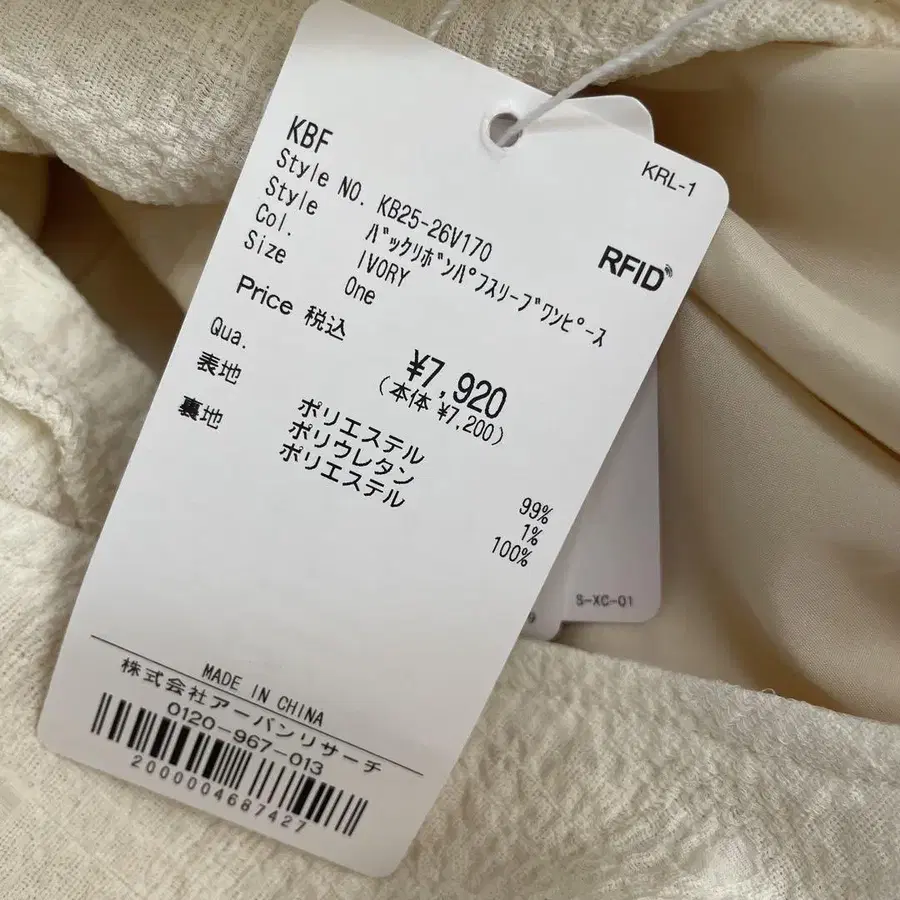 KRL-1
KBF
RFID
Style NO. KB25-26V170
Style ﾊﾞｯｸﾘﾎﾞﾝﾊﾟﾌｽﾘｰﾌﾞﾜﾝﾋﾟｰｽ
Col. IVORY
Size One
Price 税込 ¥7,920
(本体 ¥7,200)
Qua.
表地 ポリエステル 99%
ポリウレタン 1%
裏地 ポリエステル 100%
S-XC-01
MADE IN CHINA
株式会社アーバンリサーチ
0120-967-013
2000004687427